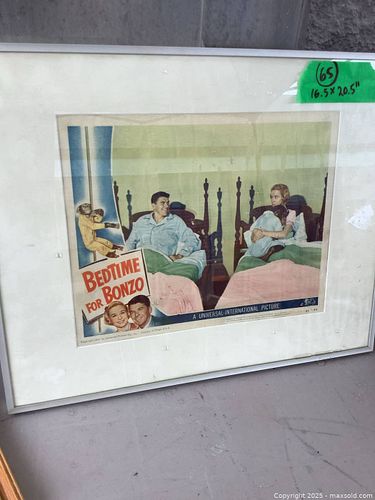 65
16.5 x 20.5"
BEDTIME
FOR BONZO
A UNIVERSAL-INTERNATIONAL PICTURE
Copyright 2025 - maxsold.com